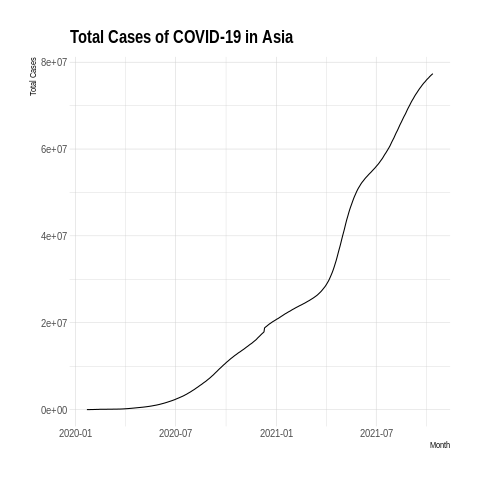 Total Cases of COVID-19 in Asia
Total Cases
8e+07
6e+07
4e+07
2e+07
0e+00
2020-01 2020-07 2021-01 2021-07
Month